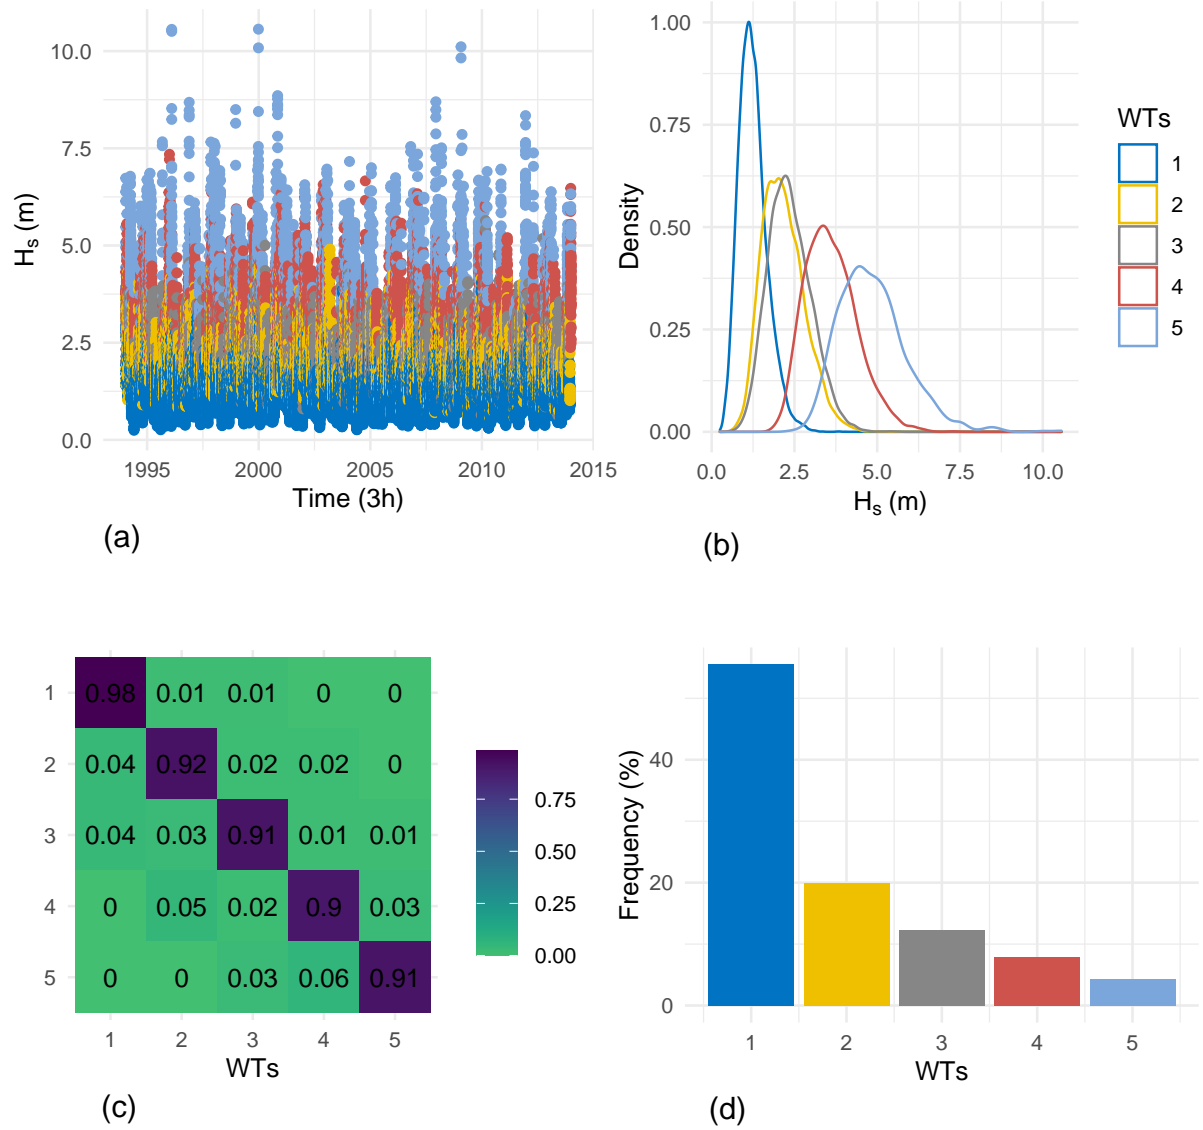 10.0
7.5
5.0
2.5
0.0
Hs (m)
1995 2000 2005 2010 2015
Time (3h)
(a)
1.00
0.75
0.50
0.25
0.00
Density
0.0 2.5 5.0 7.5 10.0
Hs (m)
(b)
WTs
1
2
3
4
5
1 0.98 0.01 0.01 0 0
2 0.04 0.92 0.02 0.02 0
3 0.04 0.03 0.91 0.01 0.01
4 0 0.05 0.02 0.9 0.03
5 0 0 0.03 0.06 0.91
1 2 3 4 5
WTs
0.75
0.50
0.25
0.00
(c)
40
20
0
Frequency (%)
1 2 3 4 5
WTs
(d)